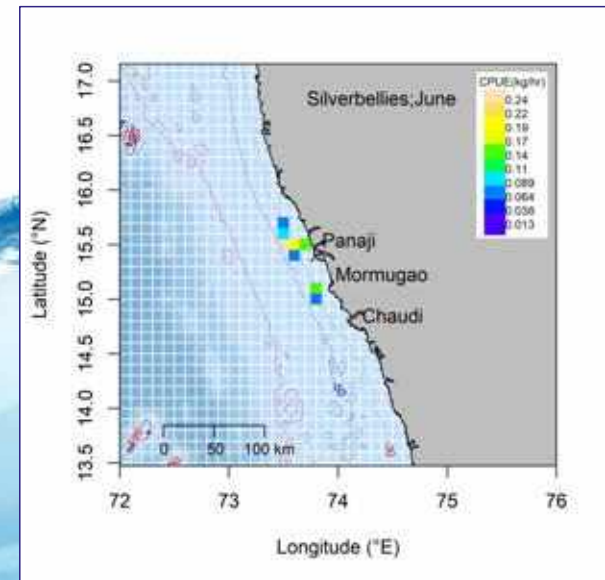 CPUE(kg/hr)
Silverbellies;June
0.24
0.22
0.19
0.17
0.14
0.11
0.089
0.064
0.038
0.013
Panaji
Mormugao
Chaudi
0 50 100 km
Latitude (°N)
17.0
16.5
16.0
15.5
15.0
14.5
14.0
13.5
72 73 74 75 76
Longitude (°E)